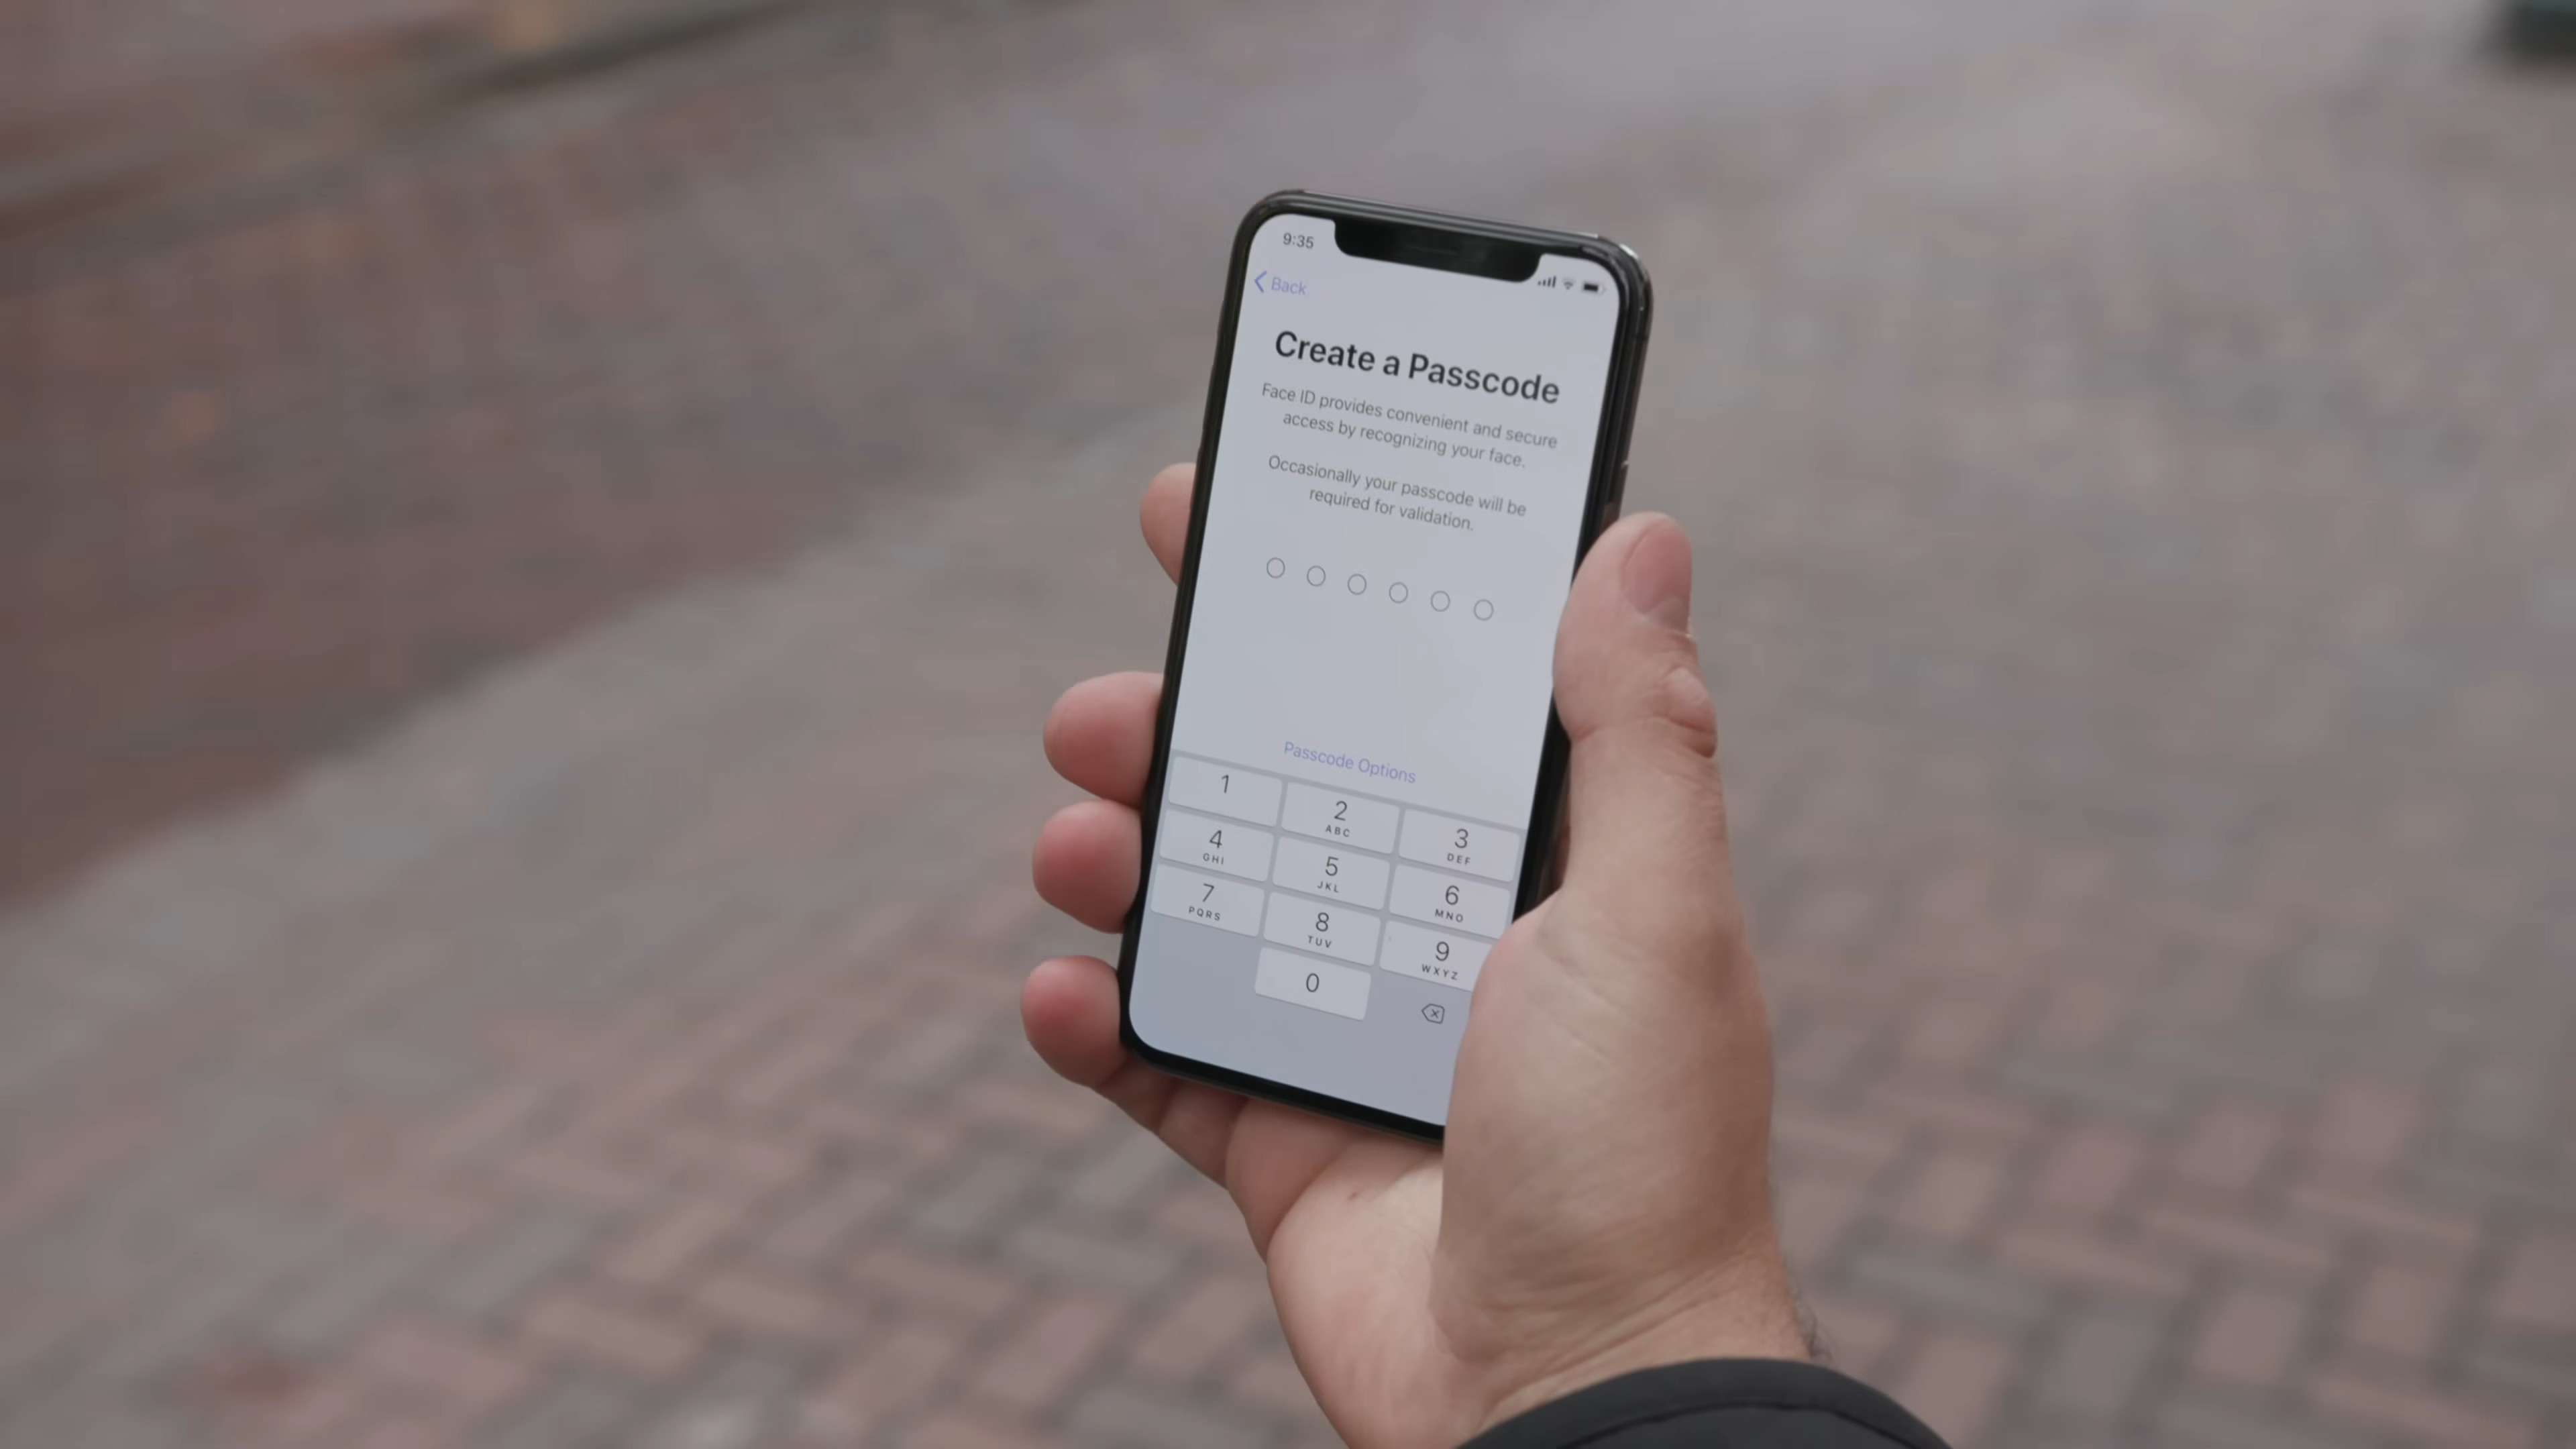 9:35
Back
Create a Passcode
Face ID provides convenient and secure
access by recognizing your face.
Occasionally your passcode will be
required for validation.
Passcode Options
1
2
ABC
3
DEF
4
GHI
5
JKL
6
MNO
7
PQRS
8
TUV
9
WXYZ
0